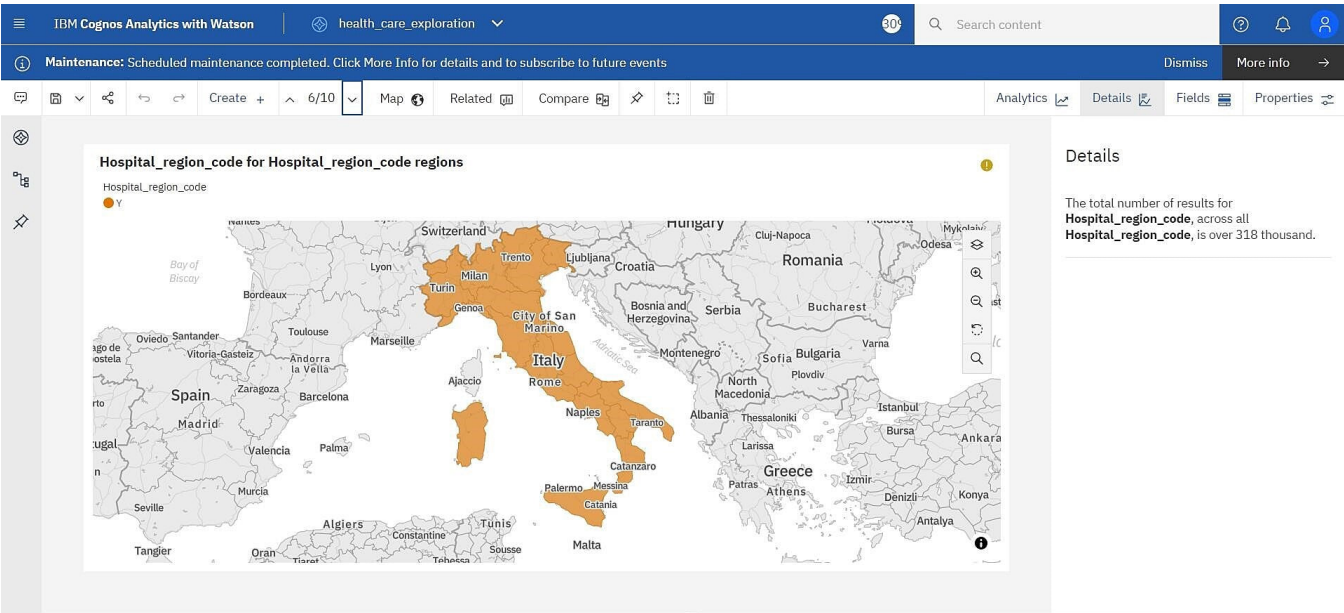 IBM Cognos Analytics with Watson
health_care_exploration
Search content
Maintenance: Scheduled maintenance completed. Click More Info for details and to subscribe to future events
Dismiss
More info
Create
6/10
Map
Related
Compare
Analytics
Details
Fields
Properties
Hospital_region_code for Hospital_region_code regions
Hospital_region_code
Y
Details
The total number of results for
Hospital_region_code, across all
Hospital_region_code, is over 318 thousand.
Nantes
Switzerland
Hungary
Cluj-Napoca
Moldova
Mykolaiv
Odesa
Bay of
Biscay
Lyon
Trento
Ljubljana
Croatia
Romania
Milan
Turin
Bordeaux
Genoa
City of San
Marino
Bosnia and
Herzegovina
Serbia
Bucharest
Oviedo
Santander
Toulouse
Marseille
Adriatic Sea
Varna
Vitoria-Gasteiz
Andorra
la Vella
Italy
Montenegro
Sofia
Bulgaria
Plovdiv
Ajaccio
Rome
North
Macedonia
Spain
Zaragoza
Barcelona
Naples
Taranto
Albania
Thessaloniki
Istanbul
Madrid
Bursa
Ankara
Valencia
Palma
Larissa
Catanzaro
Greece
Izmir
Murcia
Palermo
Messina
Patras
Athens
Denizli
Konya
Seville
Catania
Algiers
Constantine
Tunis
Antalya
Tangier
Oran
Tiaret
Tebessa
Sousse
Malta